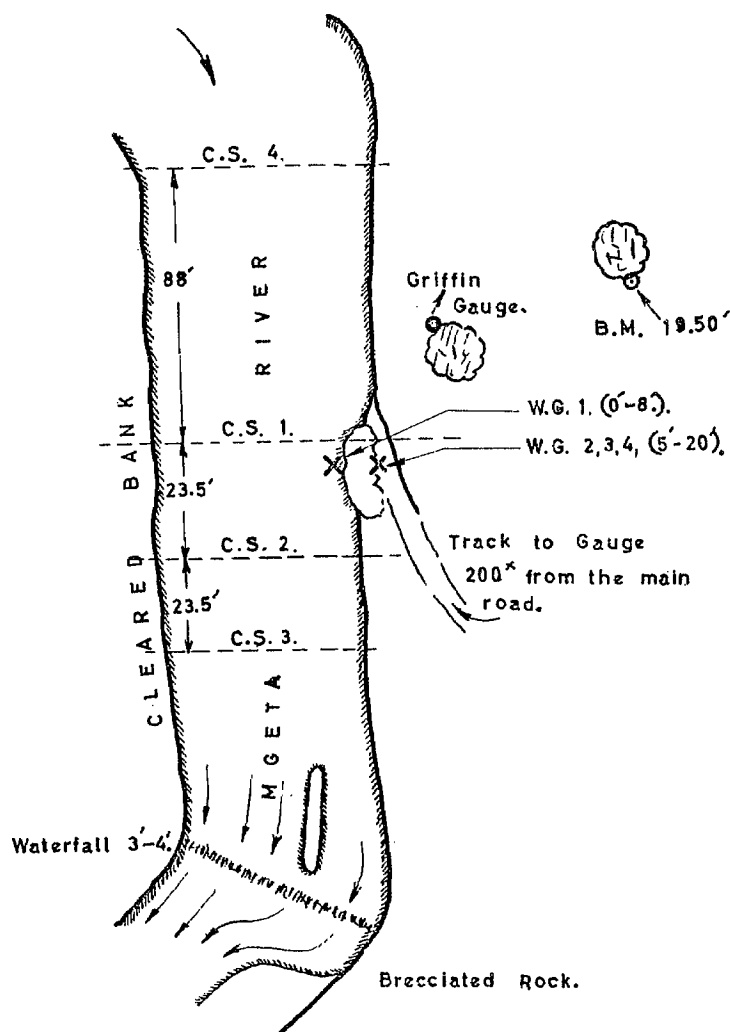 C.S. 4.
88'
RIVER
Griffin
Gauge.
B.M. 19.50'
W.G. 1. (0'-8').
C.S. 1.
W.G. 2,3,4, (5'-20').
23.5'
C.S. 2.
Track to Gauge
200ˣ from the main
road.
23.5'
C.S. 3.
CLEARED BANK
MGETA
Waterfall 3'-4'.
Brecciated Rock.